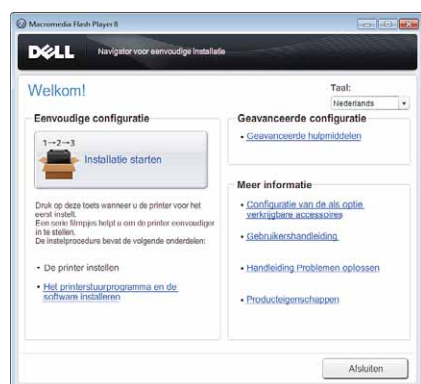 Macromedia Flash Player 8
DELL
Navigator voor eenvoudige installatie
Welkom!
Taal:
Nederlands
Eenvoudige configuratie
1→2→3
Installatie starten
Druk op deze toets wanneer u de printer voor het
eerst instelt.
Een serie filmpjes helpt u om de printer eenvoudiger
in te stellen.
De instelprocedure bevat de volgende onderdelen:
• De printer instellen
• Het printerstuurprogramma en de
software installeren
Geavanceerde configuratie
• Geavanceerde hulpmiddelen
Meer informatie
• Configuratie van de als optie
verkrijgbare accessoires
• Gebruikershandleiding
• Handleiding Problemen oplossen
• Producteigenschappen
Afsluiten